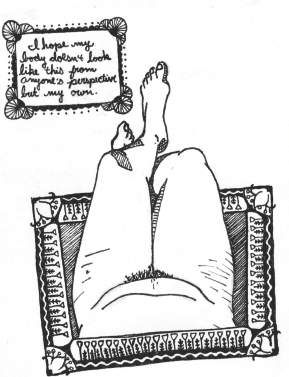 I hope my
body doesn't look
like this from
anyone's perspective
but my own.